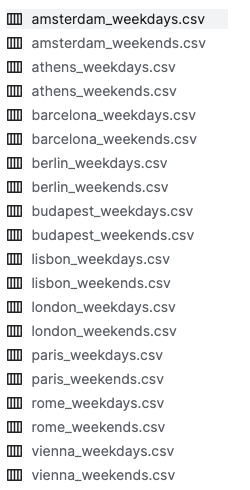 amsterdam_weekdays.csv
amsterdam_weekends.csv
athens_weekdays.csv
athens_weekends.csv
barcelona_weekdays.csv
barcelona_weekends.csv
berlin_weekdays.csv
berlin_weekends.csv
budapest_weekdays.csv
budapest_weekends.csv
lisbon_weekdays.csv
lisbon_weekends.csv
london_weekdays.csv
london_weekends.csv
paris_weekdays.csv
paris_weekends.csv
rome_weekdays.csv
rome_weekends.csv
vienna_weekdays.csv
vienna_weekends.csv